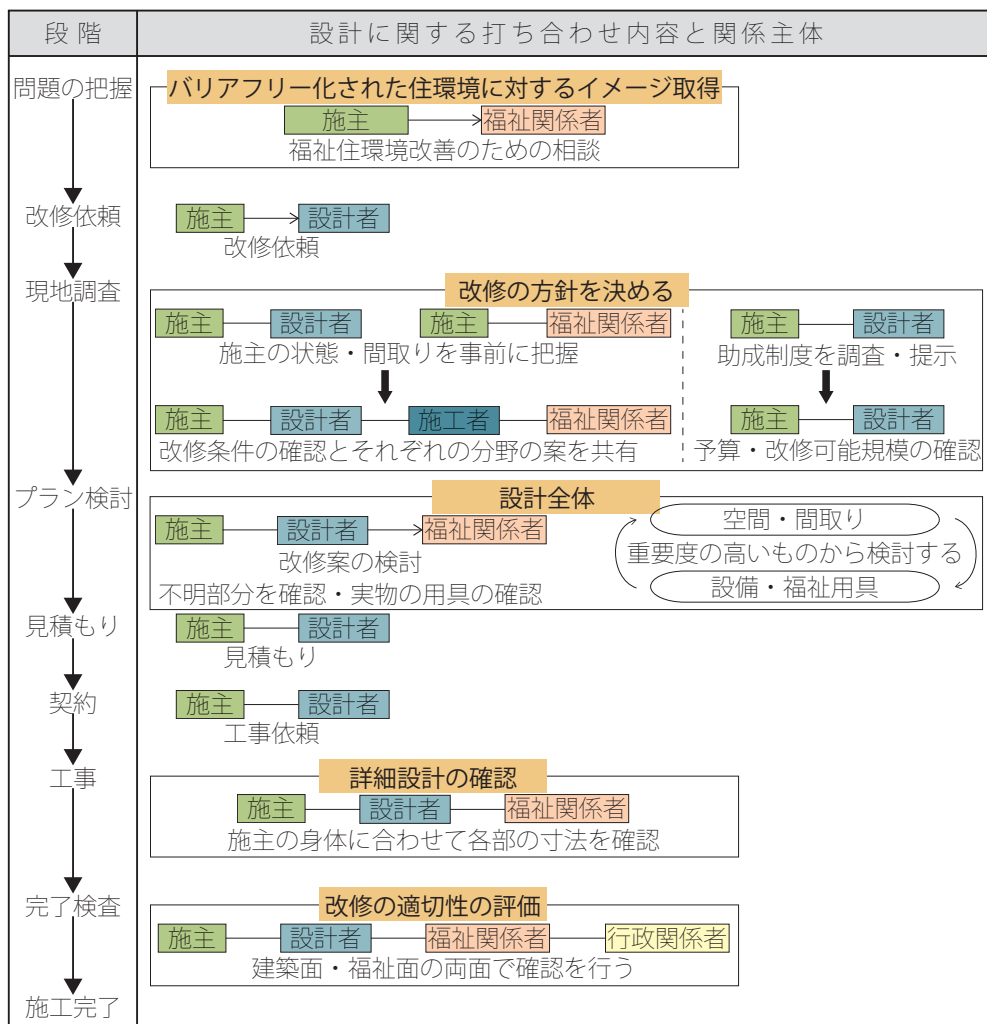 段階
設計に関する打ち合わせ内容と関係主体
問題の把握
バリアフリー化された住環境に対するイメージ取得
施主 福祉関係者
福祉住環境改善のための相談
改修依頼
施主 設計者
改修依頼
現地調査
改修の方針を決める
施主 設計者 施主 福祉関係者
施主の状態・間取りを事前に把握
施主 設計者 施工者 福祉関係者
改修条件の確認とそれぞれの分野の案を共有
施主 設計者
助成制度を調査・提示
施主 設計者
予算・改修可能規模の確認
プラン検討
設計全体
施主 設計者 福祉関係者
改修案の検討
不明部分を確認・実物の用具の確認
空間・間取り
重要度の高いものから検討する
設備・福祉用具
見積もり
施主 設計者
見積もり
契約
施主 設計者
工事依頼
工事
詳細設計の確認
施主 設計者 福祉関係者
施主の身体に合わせて各部の寸法を確認
完了検査
改修の適切性の評価
施主 設計者 福祉関係者 行政関係者
建築面・福祉面の両面で確認を行う
施工完了